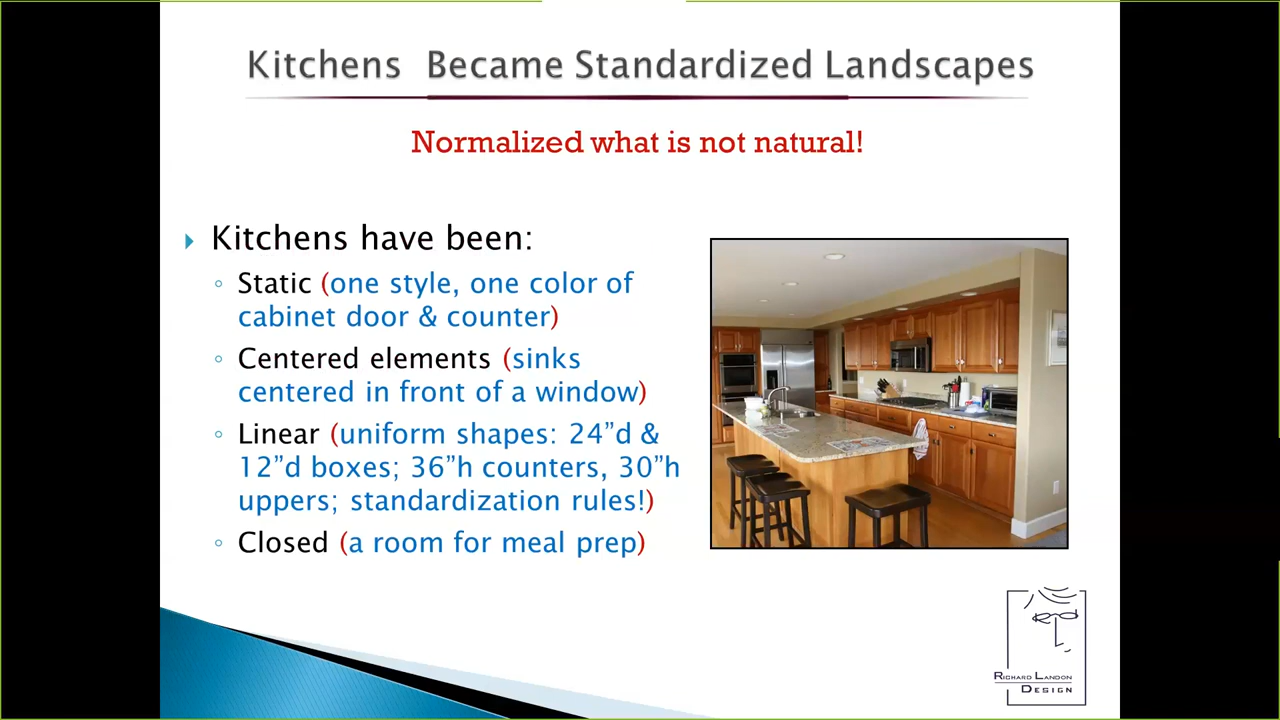 Kitchens Became Standardized Landscapes
Normalized what is not natural!
Kitchens have been:
Static (one style, one color of
cabinet door & counter)
Centered elements (sinks
centered in front of a window)
Linear (uniform shapes: 24”d &
12”d boxes; 36”h counters, 30”h
uppers; standardization rules!)
Closed (a room for meal prep)
RICHARD LANDON
DESIGN